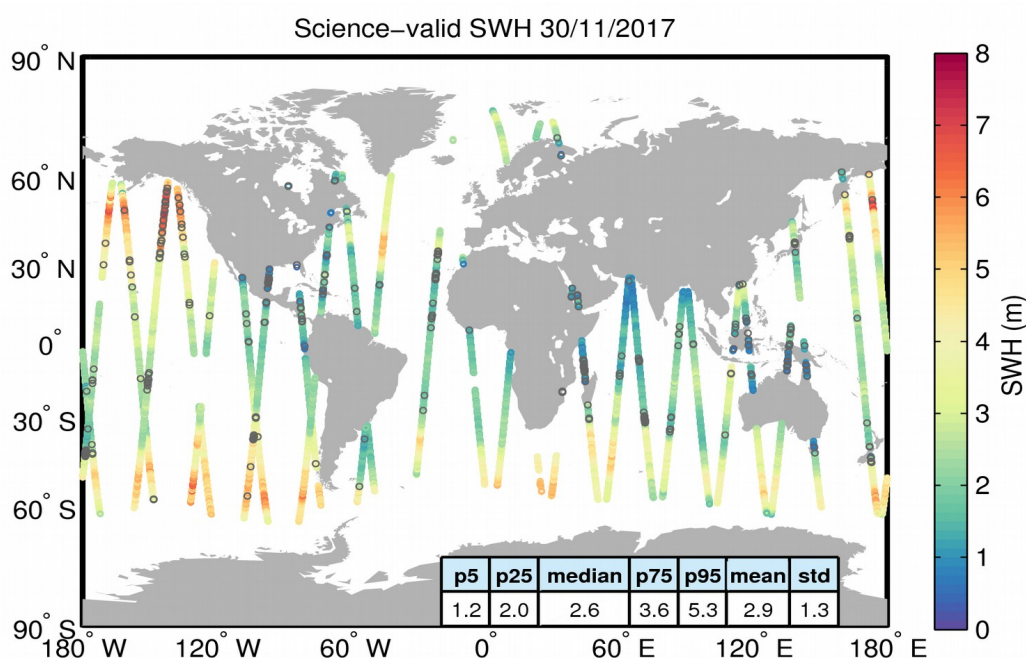 Science−valid SWH 30/11/2017
90° N
60° N
30° N
0°
30° S
60° S
90° S
180° W 120° W 60° W 0° 60° E 120° E 180° E
p5 p25 median p75 p95 mean std
1.2 2.0 2.6 3.6 5.3 2.9 1.3
8
7
6
5
4
3
2
1
0
SWH (m)